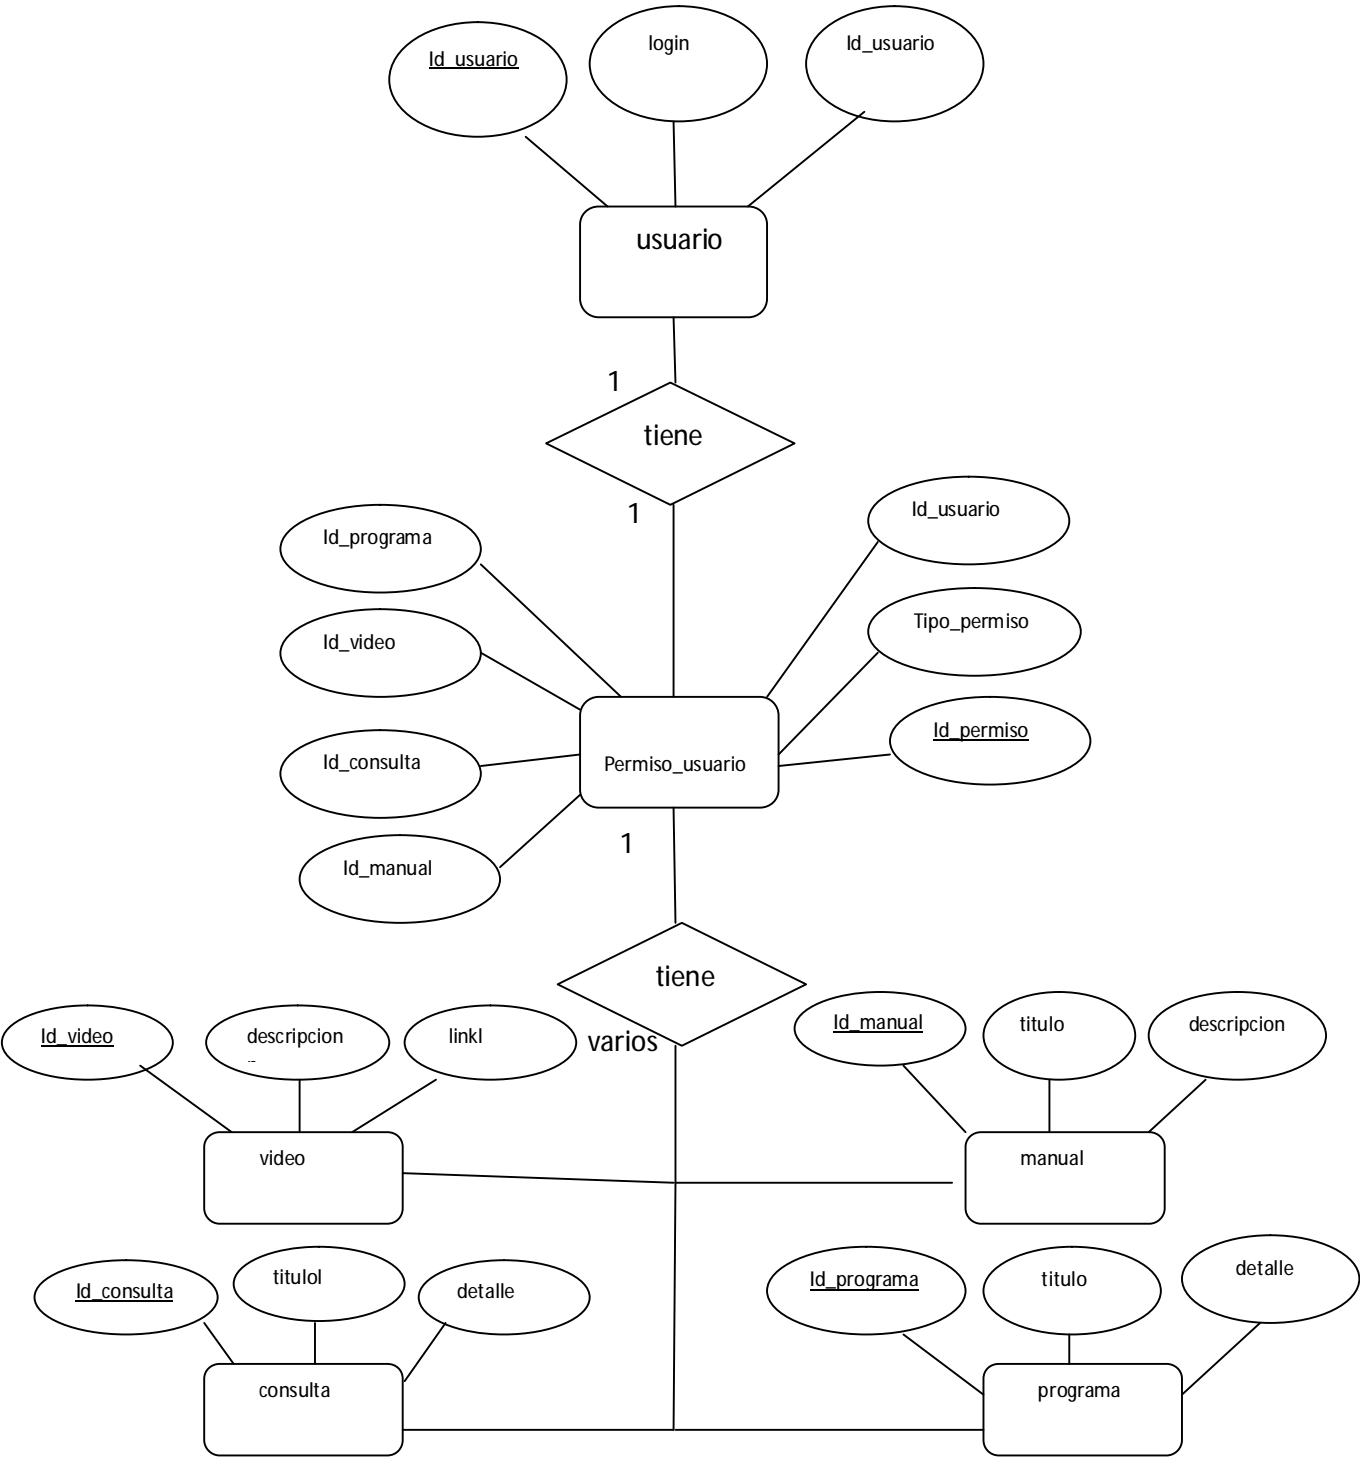 Id_usuario
login
Id_usuario
usuario
1
tiene
1
Id_programa
Id_usuario
Id_video
Tipo_permiso
Id_consulta
Id_permiso
Permiso_usuario
Id_manual
1
tiene
varios
Id_video
descripcion
linkl
Id_manual
titulo
descripcion
video
manual
Id_consulta
titulol
detalle
Id_programa
titulo
detalle
consulta
programa